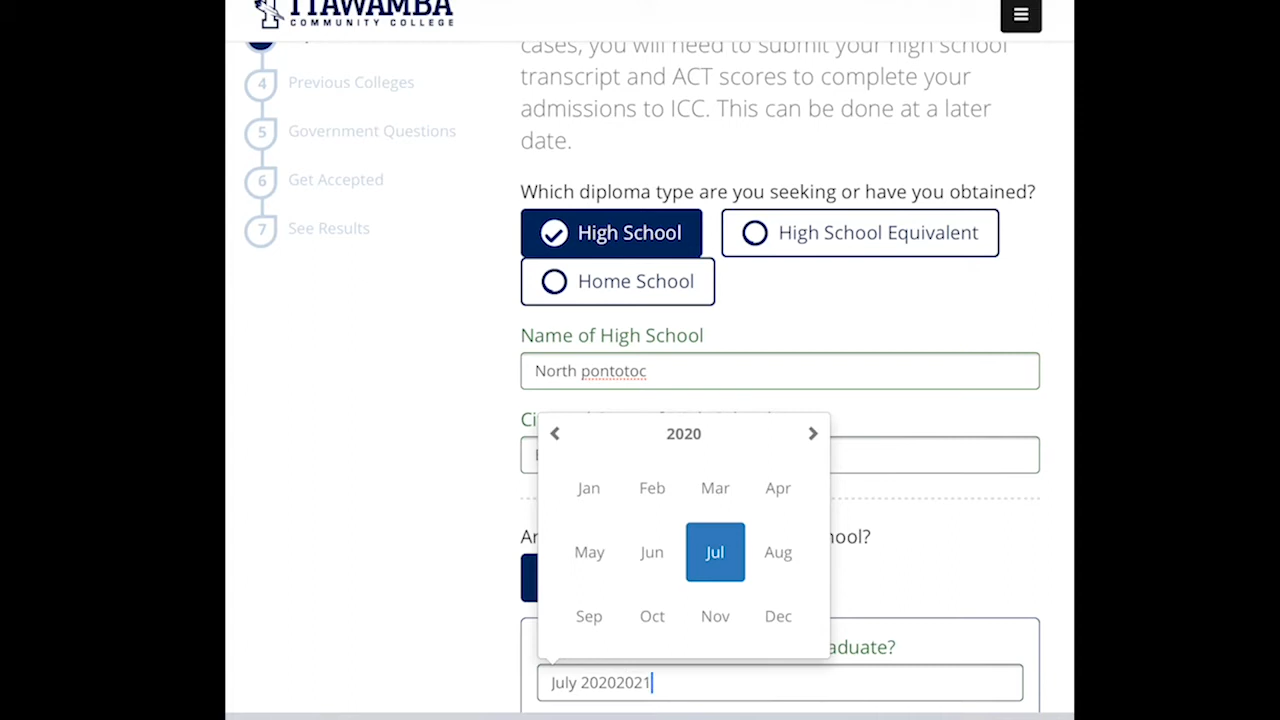 ITAWAMBA
COMMUNITY COLLEGE
4 Previous Colleges
5 Government Questions
6 Get Accepted
7 See Results
cases, you will need to submit your high school
transcript and ACT scores to complete your
admissions to ICC. This can be done at a later
date.
Which diploma type are you seeking or have you obtained?
High School
High School Equivalent
Home School
Name of High School
North pontotoc
Ci
2020
Jan Feb Mar Apr
May Jun Jul Aug
Sep Oct Nov Dec
Ar hool?
aduate?
July 20202021